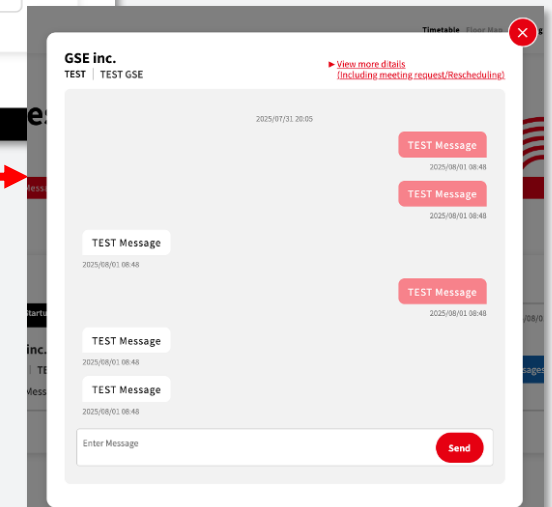 Timetable Floor Map
GSE inc.
TEST TEST GSE
► View more ditails
(Including meeting request/Rescheduling)
2025/07/31 20:05
TEST Message
2025/08/01 08:48
TEST Message
2025/08/01 08:48
TEST Message
2025/08/01 08:48
TEST Message
2025/08/01 08:48
TEST Message
2025/08/01 08:48
TEST Message
2025/08/01 08:48
Enter Message
Send